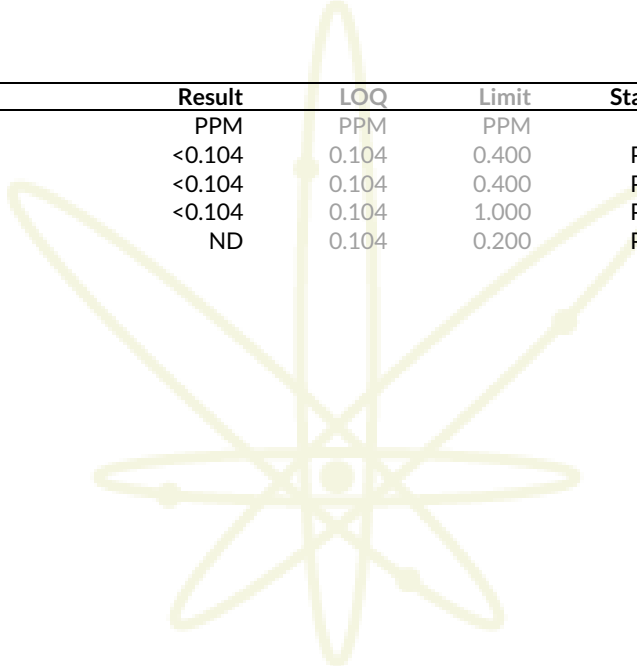 Result LOQ Limit Sta
PPM PPM PPM
<0.104 0.104 0.400 P
<0.104 0.104 0.400 P
<0.104 0.104 1.000 P
ND 0.104 0.200 P